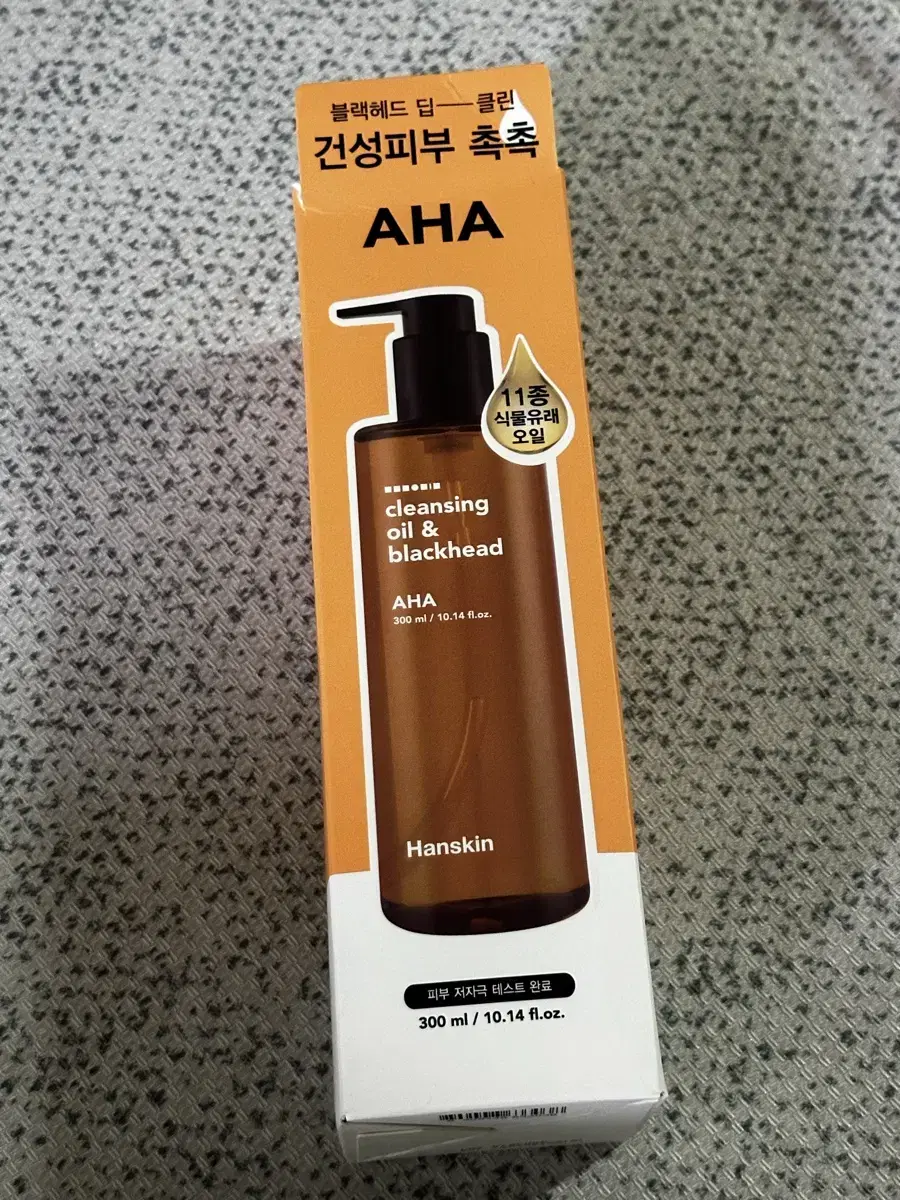 블랙헤드 딥—클린
건성피부 촉촉
AHA
11종
식물유래
오일
cleansing
oil &
blackhead
AHA
300 ml / 10.14 fl.oz.
Hanskin
피부 저자극 테스트 완료
300 ml / 10.14 fl.oz.